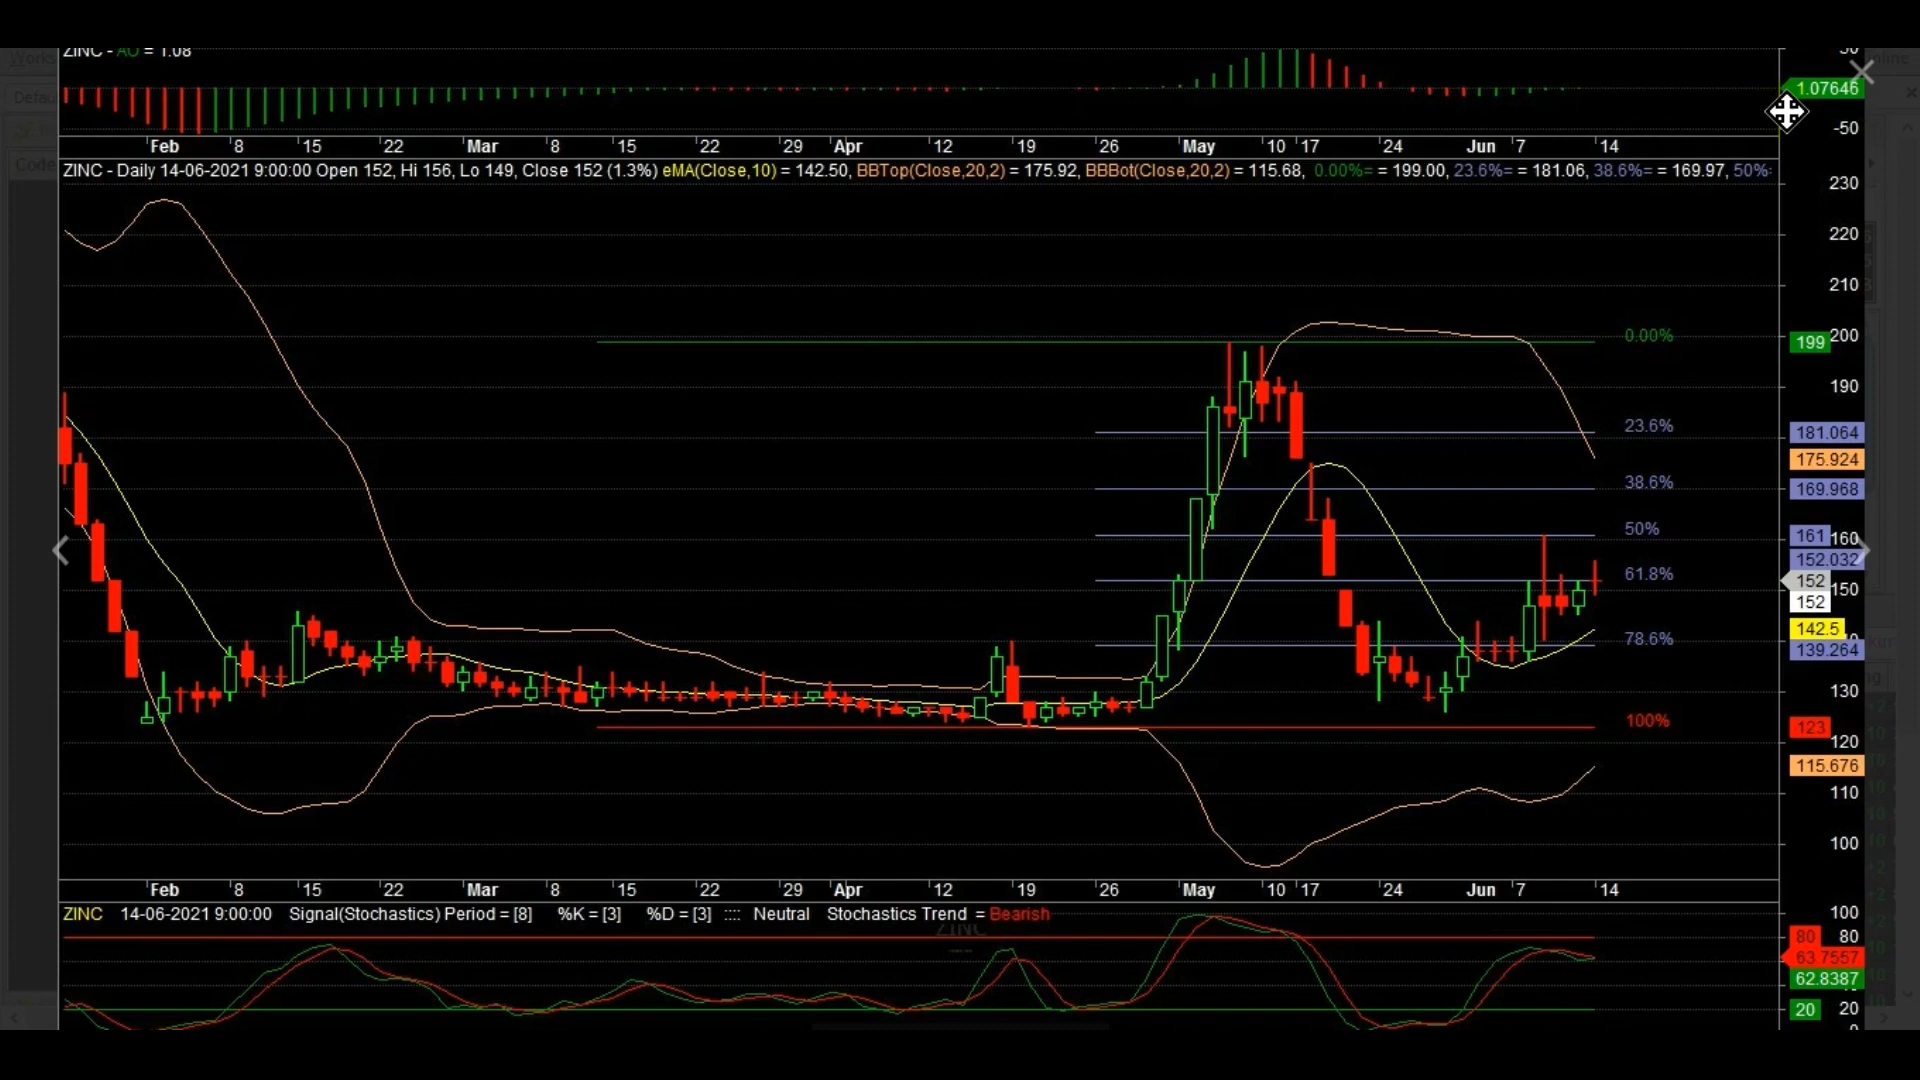 ZINC - AO = 1.08
50
1.07646
-50
Feb 8 15 22 Mar 8 15 22 29 Apr 12 19 26 May 10 17 24 Jun 7 14
ZINC - Daily 14-06-2021 9:00:00 Open 152, Hi 156, Lo 149, Close 152 (1.3%) eMA(Close,10) = 142.50, BBTop(Close,20,2) = 175.92, BBBot(Close,20,2) = 115.68, 0.00%= = 199.00, 23.6%= = 181.06, 38.6%= = 169.97, 50%=
230
220
210
0.00% 199 200
190
23.6% 181.064
175.924
38.6% 169.968
50% 161 160
152.032
61.8% 152 150
152
142.5
78.6% 139.264
130
100% 123 120
115.676
110
100
Feb 8 15 22 Mar 8 15 22 29 Apr 12 19 26 May 10 17 24 Jun 7 14
ZINC 14-06-2021 9:00:00 Signal(Stochastics) Period = [8] %K = [3] %D = [3] :::: Neutral Stochastics Trend = Bearish
100
ZINC
80 80
63.7557
62.8387
20 20